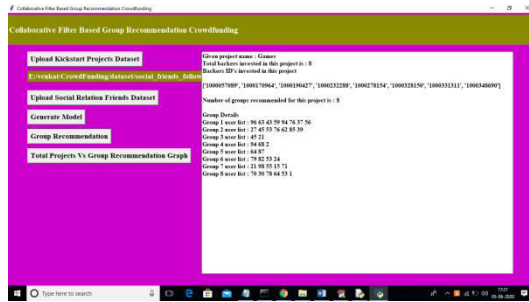 Collaborative Filter Based Group Recommendation Crowdfunding
Collaborative Filter Based Group Recommendation Crowdfunding
Upload Kickstart Projects Dataset
E:/venkat/CrowdFunding/dataset/social_friends_follow
Upload Social Relation Friends Dataset
Generate Model
Group Recommendation
Total Projects Vs Group Recommendation Graph
Given project name : Games
Total backers invested in this project is : 8
Backers ID's invested in this project
['1000057089', '1000170964', '1000190427', '1000232288', '1000278154', '1000328150', '1000331311', '1000348690']
Number of groups recommended for this project is : 8
Group Details
Group 1 user list : 96 63 43 59 94 76 37 56
Group 2 user list : 27 45 53 76 62 85 39
Group 3 user list : 45 21
Group 4 user list : 94 68 2
Group 5 user list : 64 87
Group 6 user list : 79 82 53 24
Group 7 user list : 21 98 55 15 71
Group 8 user list : 70 30 78 64 53 1
Type here to search
17:21
05-06-2020